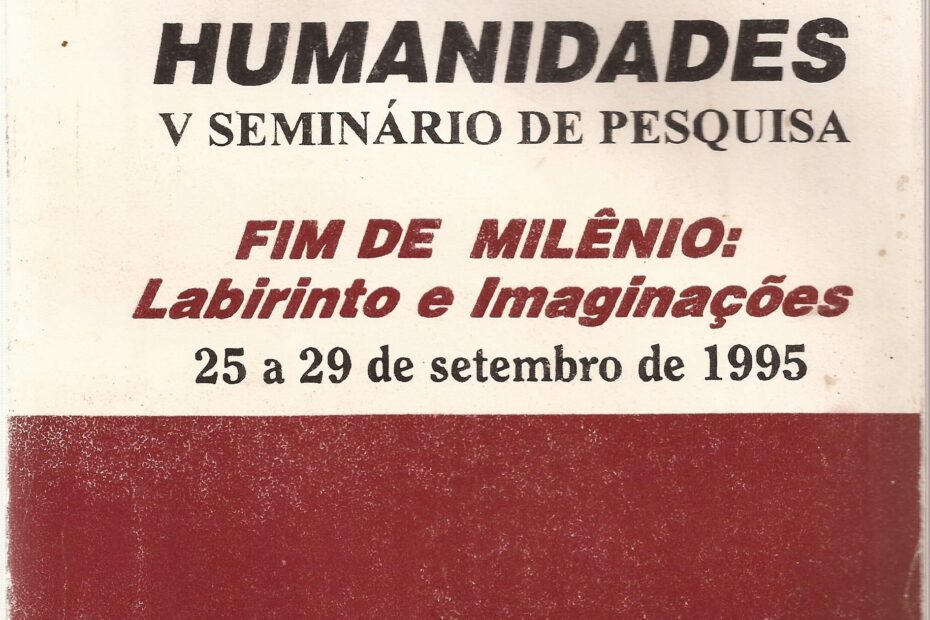 HUMANIDADES
V SEMINÁRIO DE PESQUISA
FIM DE MILÊNIO:
Labirinto e Imaginações
25 a 29 de setembro de 1995